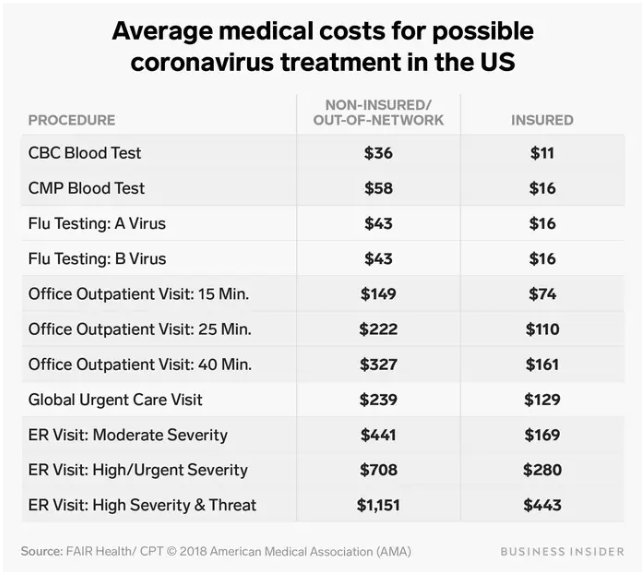 Average medical costs for possible
coronavirus treatment in the US
PROCEDURE NON-INSURED/ OUT-OF-NETWORK INSURED
CBC Blood Test $36 $11
CMP Blood Test $58 $16
Flu Testing: A Virus $43 $16
Flu Testing: B Virus $43 $16
Office Outpatient Visit: 15 Min. $149 $74
Office Outpatient Visit: 25 Min. $222 $110
Office Outpatient Visit: 40 Min. $327 $161
Global Urgent Care Visit $239 $129
ER Visit: Moderate Severity $441 $169
ER Visit: High/Urgent Severity $708 $280
ER Visit: High Severity & Threat $1,151 $443
Source: FAIR Health/ CPT © 2018 American Medical Association (AMA) BUSINESS INSIDER